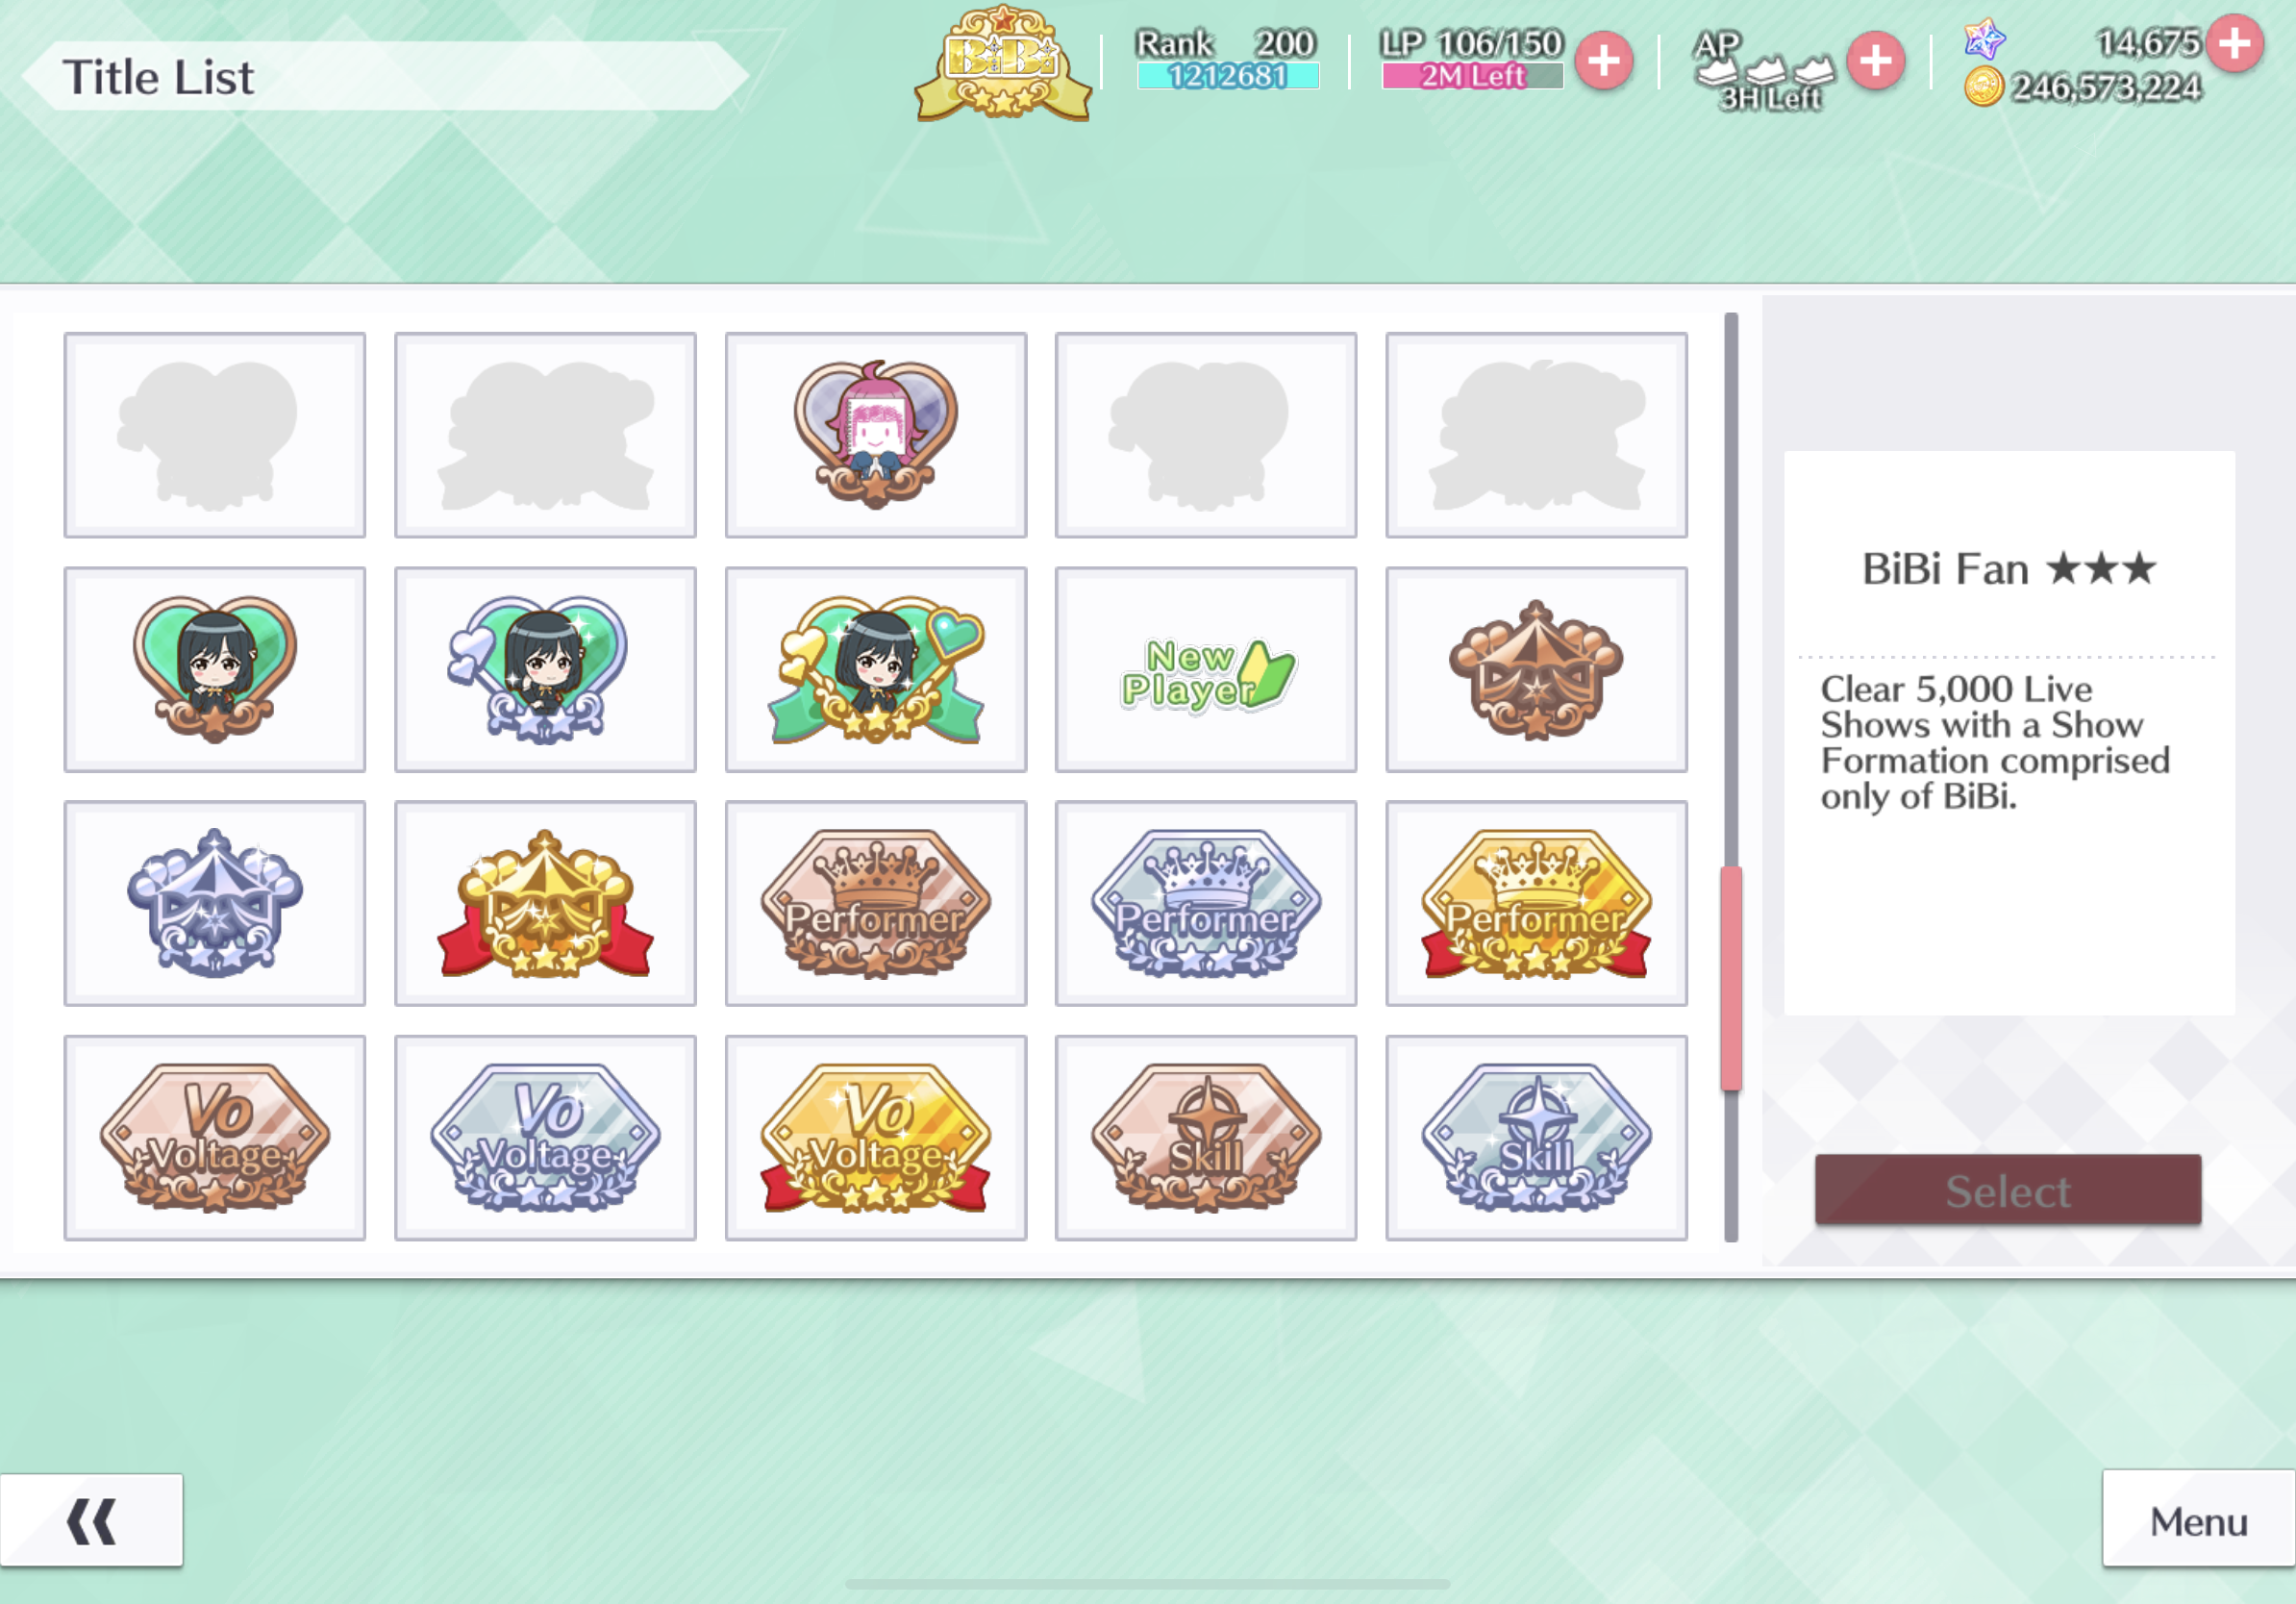 Title List
BiBi
Rank 200
1212681
LP 106/150
2M Left
AP
3H Left
14,675
246,573,224
New
Player
Performer
Performer
Performer
Vo
Voltage
Vo
Voltage
Vo
Voltage
Skill
Skill
BiBi Fan ★★★
Clear 5,000 Live
Shows with a Show
Formation comprised
only of BiBi.
Select
Menu